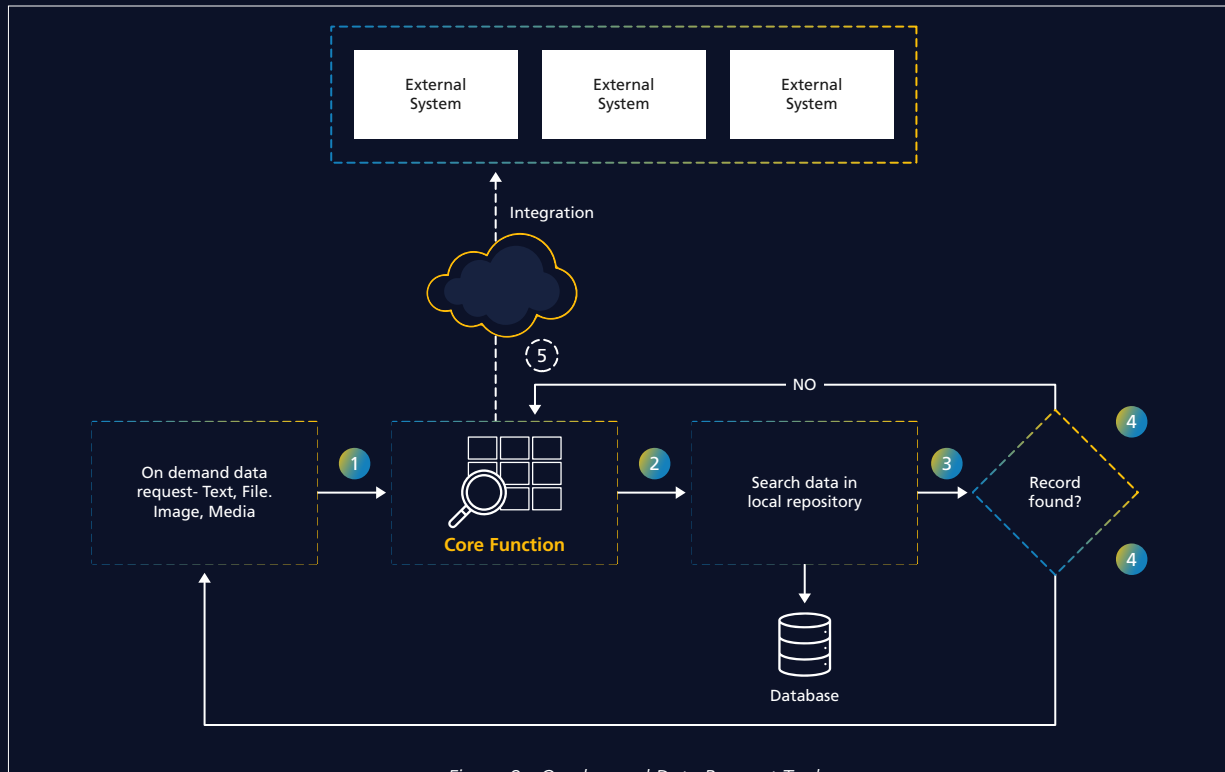 External
System
External
System
External
System
Integration
5
NO
4
1
2
3
On demand data
request- Text, File.
Image, Media
Core Function
Search data in
local repository
Record
found?
4
Database